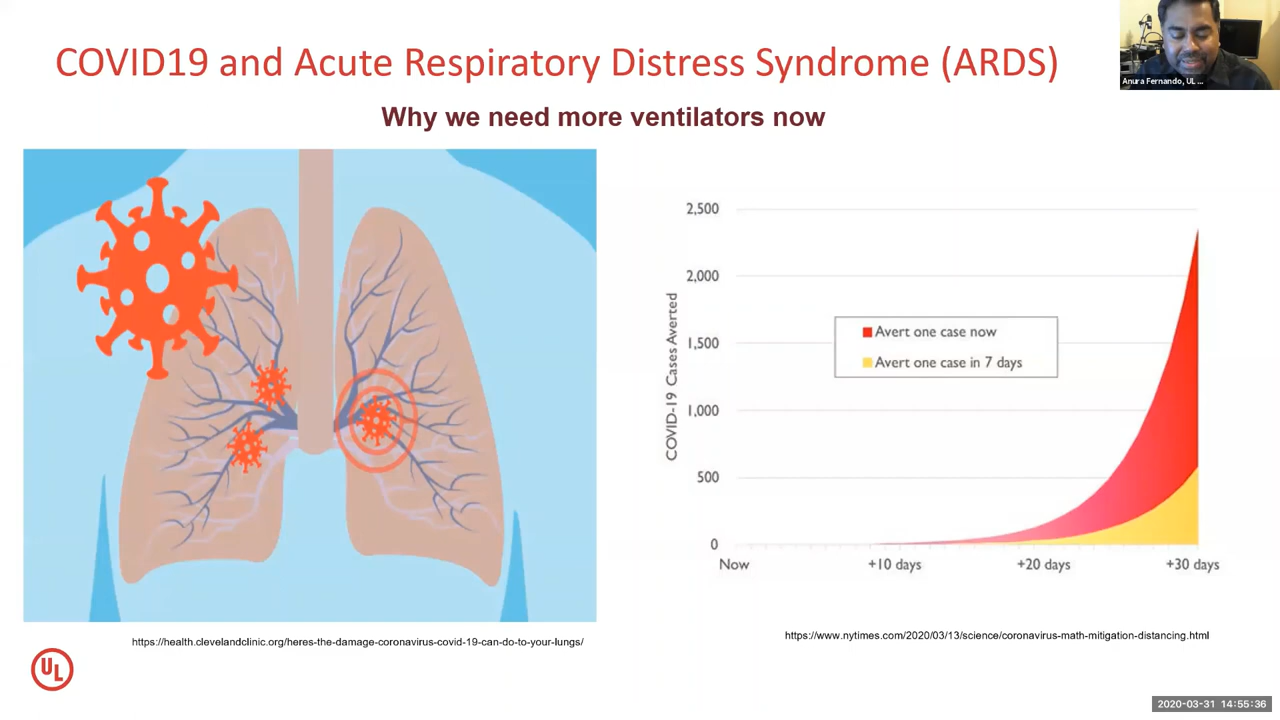 COVID19 and Acute Respiratory Distress Syndrome (ARDS)
Anura Fernando, UL ...
Why we need more ventilators now
2,500
2,000
1,500
1,000
500
0
COVID-19 Cases Averted
Avert one case now
Avert one case in 7 days
Now
+10 days
+20 days
+30 days
https://health.clevelandclinic.org/heres-the-damage-coronavirus-covid-19-can-do-to-your-lungs/
https://www.nytimes.com/2020/03/13/science/coronavirus-math-mitigation-distancing.html
UL
2020-03-31 14:55:36